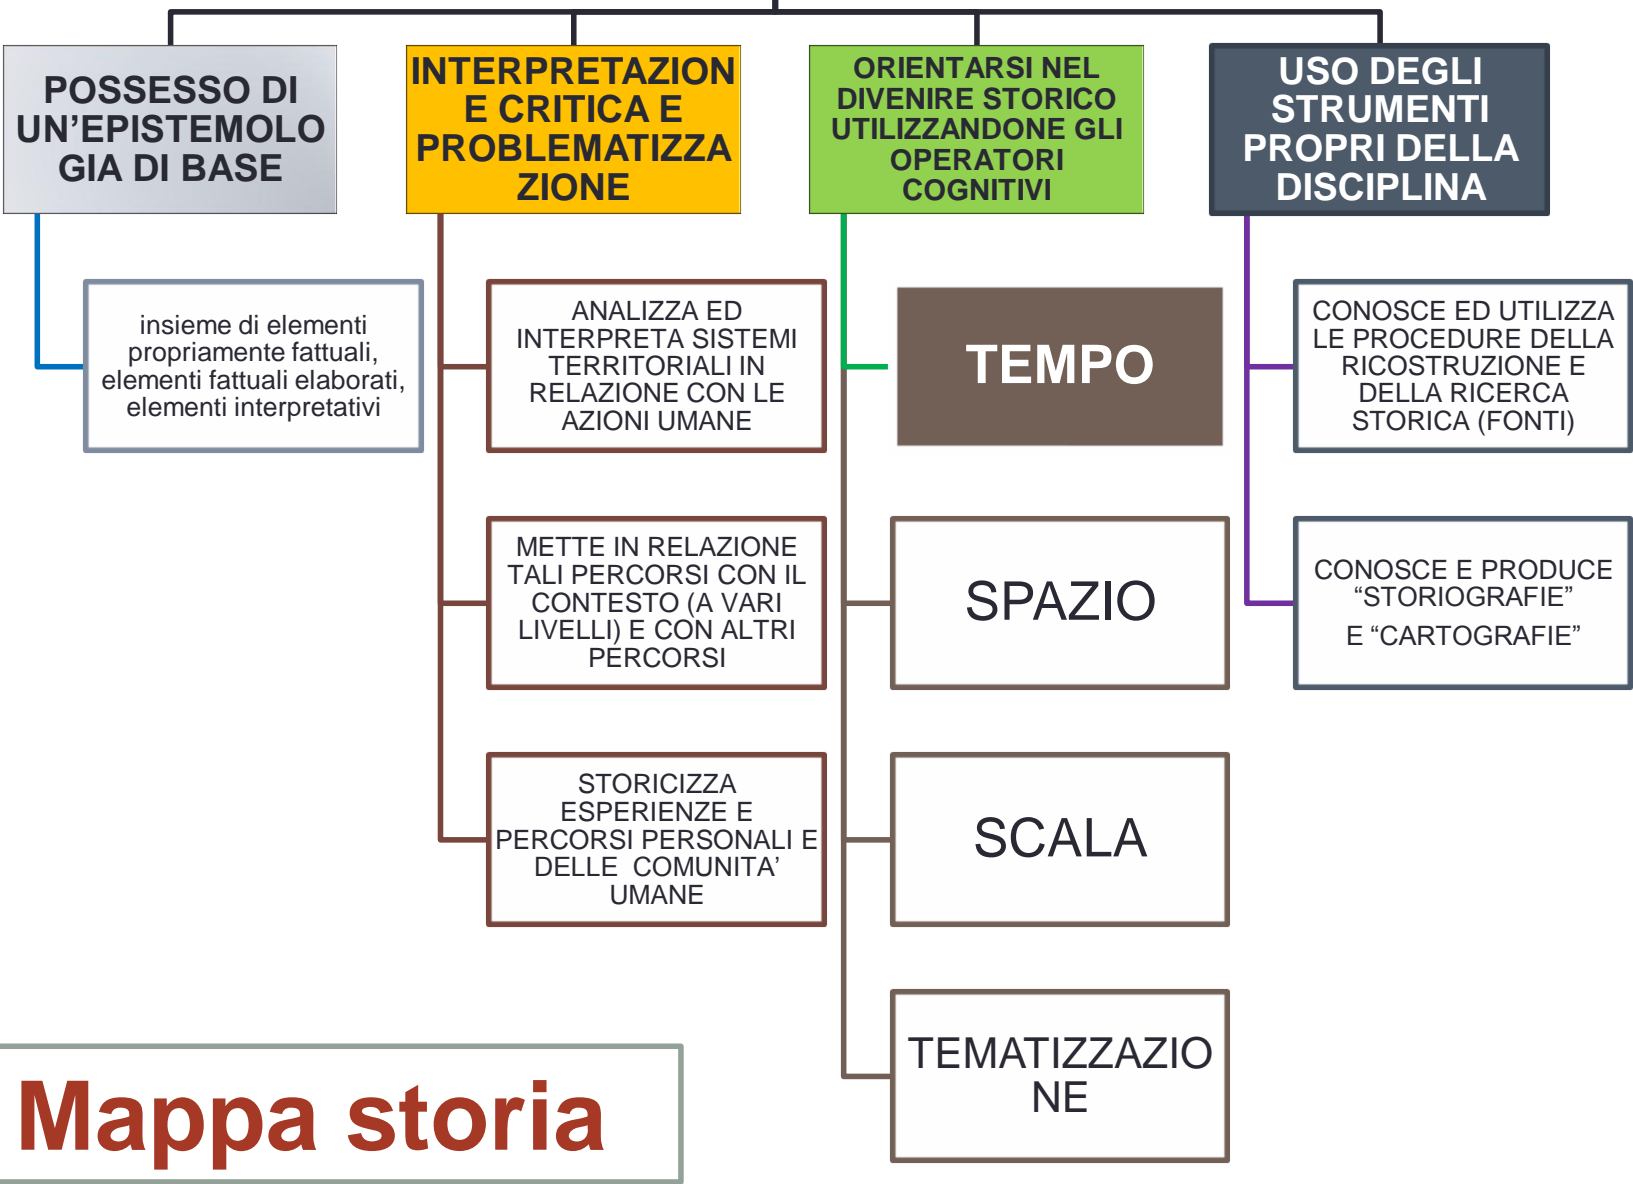 POSSESSO DI
UN’EPISTEMOLO
GIA DI BASE
insieme di elementi
propriamente fattuali,
elementi fattuali elaborati,
elementi interpretativi
INTERPRETAZION
E CRITICA E
PROBLEMATIZZA
ZIONE
ANALIZZA ED
INTERPRETA SISTEMI
TERRITORIALI IN
RELAZIONE CON LE
AZIONI UMANE
METTE IN RELAZIONE
TALI PERCORSI CON IL
CONTESTO (A VARI
LIVELLI) E CON ALTRI
PERCORSI
STORICIZZA
ESPERIENZE E
PERCORSI PERSONALI E
DELLE COMUNITA’
UMANE
ORIENTARSI NEL
DIVENIRE STORICO
UTILIZZANDONE GLI
OPERATORI
COGNITIVI
TEMPO
SPAZIO
SCALA
TEMATIZZAZIO
NE
USO DEGLI
STRUMENTI
PROPRI DELLA
DISCIPLINA
CONOSCE ED UTILIZZA
LE PROCEDURE DELLA
RICOSTRUZIONE E
DELLA RICERCA
STORICA (FONTI)
CONOSCE E PRODUCE
“STORIOGRAFIE”
E “CARTOGRAFIE”
Mappa storia